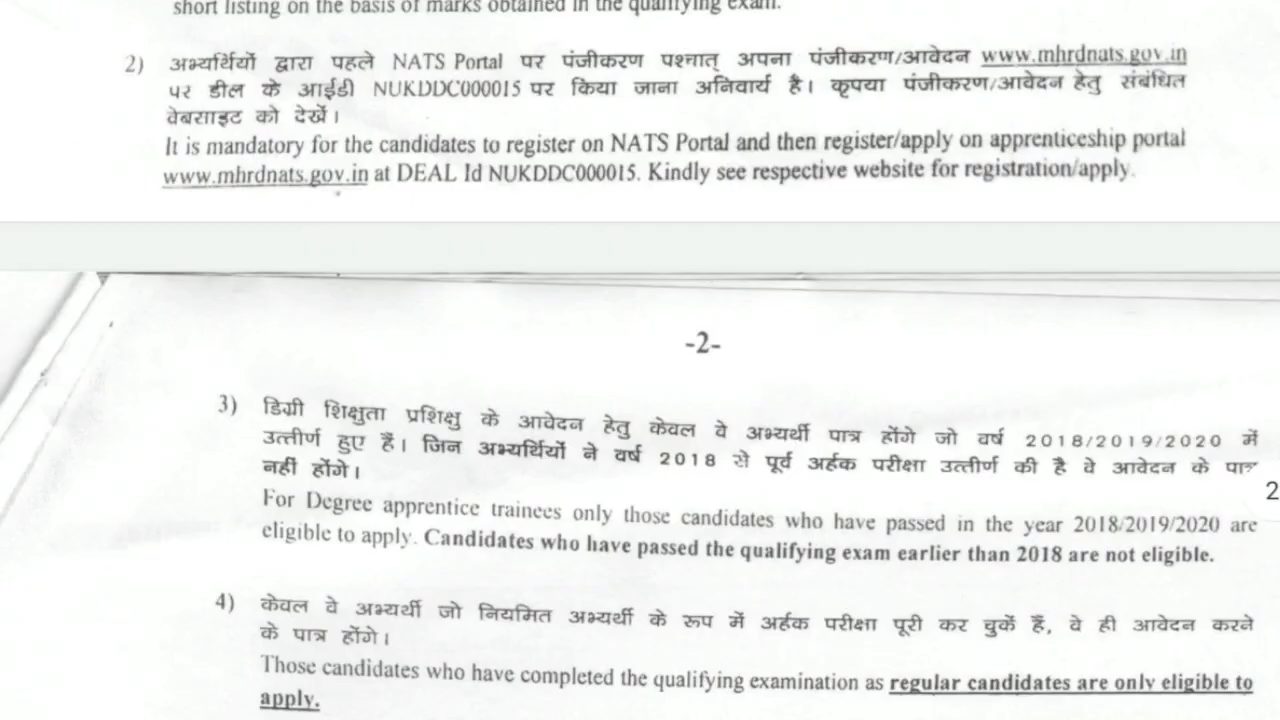 short listing on the basis of marks obtained in the qualifying exam.
2) अभ्यर्थियों द्वारा पहले NATS Portal पर पंजीकरण पश्चात् अपना पंजीकरण/आवेदन www.mhrdnats.gov.in
पर डील के आईडी NUKDDC000015 पर किया जाना अनिवार्य है। कृपया पंजीकरण/आवेदन हेतु संबंधित
वेबसाइट को देखें।
It is mandatory for the candidates to register on NATS Portal and then register/apply on apprenticeship portal
www.mhrdnats.gov.in at DEAL Id NUKDDC000015. Kindly see respective website for registration/apply.
-2-
3) डिग्री शिक्षुता प्रशिक्षु के आवेदन हेतु केवल वे अभ्यर्थी पात्र होंगे जो वर्ष 2018/2019/2020 में
उत्तीर्ण हुए हैं। जिन अभ्यर्थियों ने वर्ष 2018 से पूर्व अर्हक परीक्षा उत्तीर्ण की है वे आवेदन के पात्र
नहीं होंगे।
2
For Degree apprentice trainees only those candidates who have passed in the year 2018/2019/2020 are
eligible to apply. Candidates who have passed the qualifying exam earlier than 2018 are not eligible.
4) केवल वे अभ्यर्थी जो नियमित अभ्यर्थी के रूप में अर्हक परीक्षा पूरी कर चुकें हैं, वे ही आवेदन करने
के पात्र होंगे।
Those candidates who have completed the qualifying examination as regular candidates are only eligible to
apply.